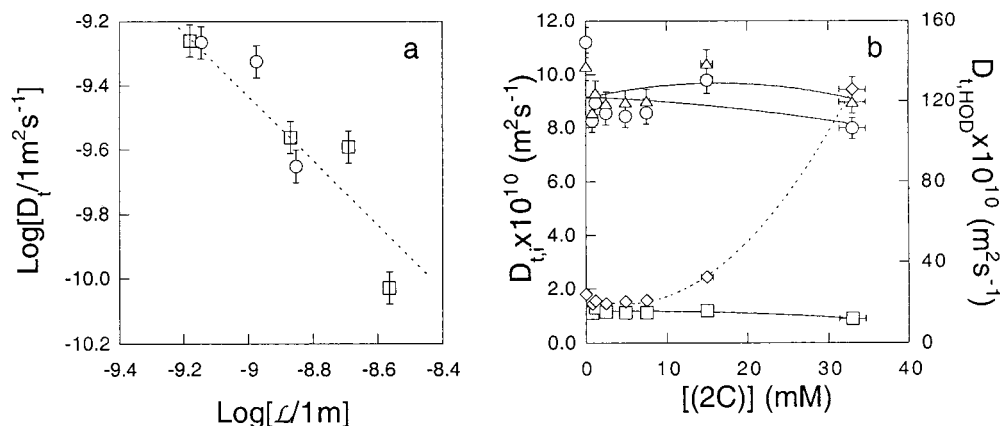 a
Log[D_t/1m²s⁻¹]
-9.2
-9.4
-9.6
-9.8
-10.0
-10.2
-9.4 -9.2 -9 -8.8 -8.6 -8.4
Log[ℒ/1m]
b
D_t,i x10¹⁰ (m²s⁻¹)
12.0
10.0
8.0
6.0
4.0
2.0
0.0
0 10 20 30 40
[(2C)] (mM)
160
120
80
40
0
D_t,HOD x10¹⁰ (m²s⁻¹)